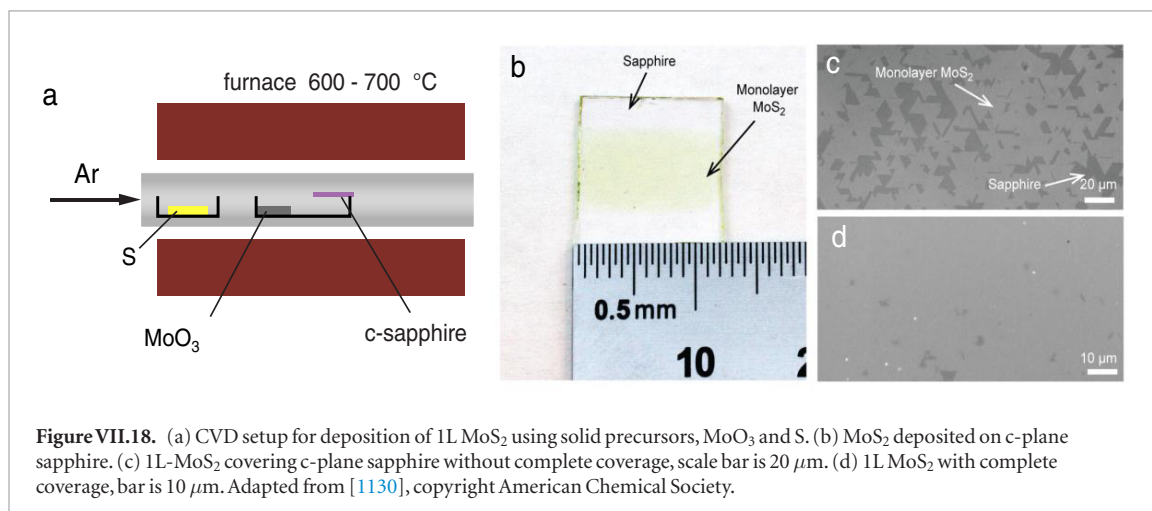 a
furnace 600 - 700 °C
Ar
S
MoO₃
c-sapphire
b
Sapphire
Monolayer
MoS₂
0.5 mm
10
2
c
Monolayer MoS₂
Sapphire
20 μm
d
10 μm
Figure VII.18. (a) CVD setup for deposition of 1L MoS₂ using solid precursors, MoO₃ and S. (b) MoS₂ deposited on c-plane
sapphire. (c) 1L-MoS₂ covering c-plane sapphire without complete coverage, scale bar is 20 μm. (d) 1L MoS₂ with complete
coverage, bar is 10 μm. Adapted from [1130], copyright American Chemical Society.